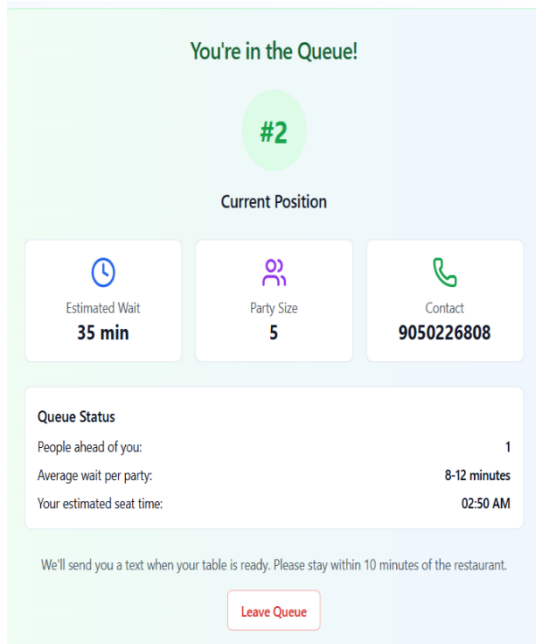 You're in the Queue!
#2
Current Position
Estimated Wait
35 min
Party Size
5
Contact
9050226808
Queue Status
People ahead of you: 1
Average wait per party: 8-12 minutes
Your estimated seat time: 02:50 AM
We'll send you a text when your table is ready. Please stay within 10 minutes of the restaurant.
Leave Queue